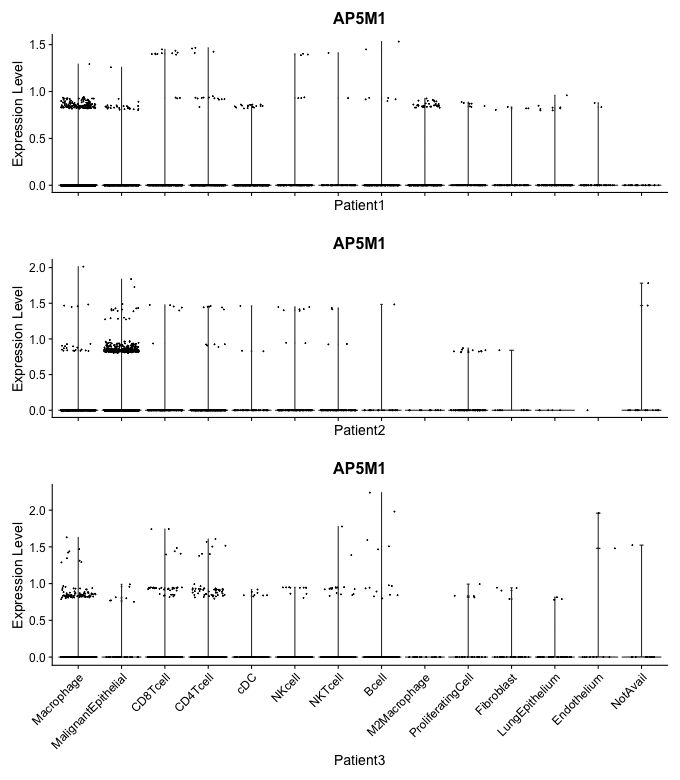 AP5M1
Expression Level
1.5
1.0
0.5
0.0
Patient1
AP5M1
Expression Level
2.0
1.5
1.0
0.5
0.0
Patient2
AP5M1
Expression Level
2.0
1.5
1.0
0.5
0.0
Macrophage
MalignantEpithelial
CD8Tcell
CD4Tcell
cDC
NKcell
NKTcell
Bcell
M2Macrophage
ProliferatingCell
Fibroblast
LungEpithelium
Endothelium
NotAvail
Patient3